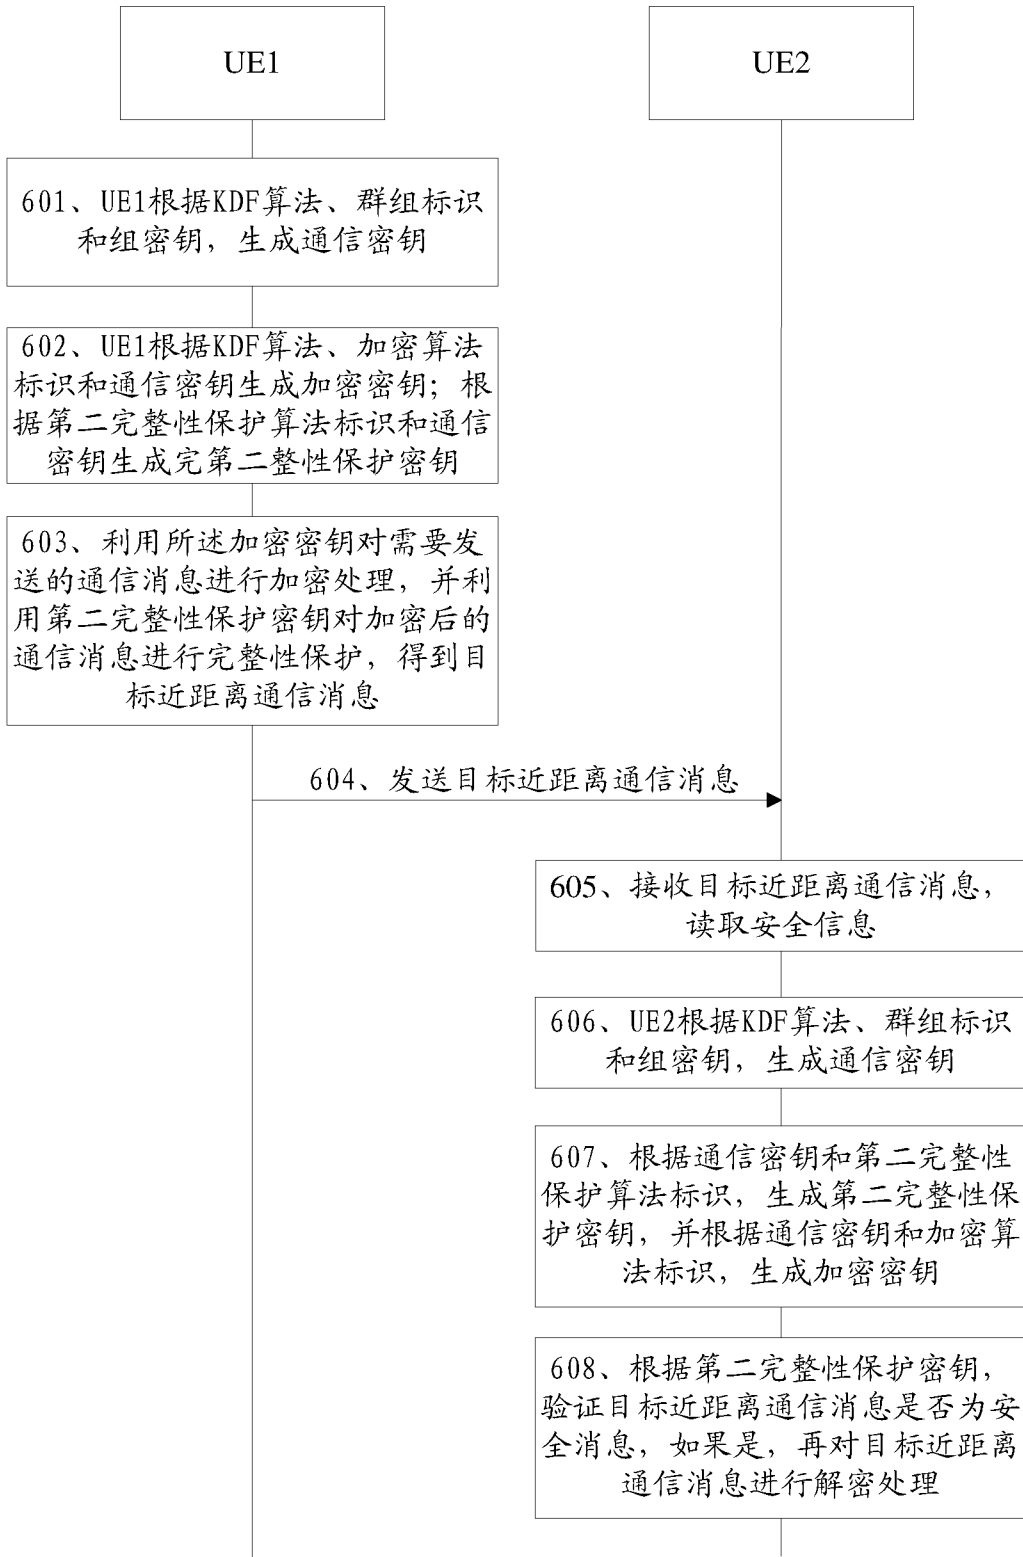 UE1
UE2
601、UE1根据KDF算法、群组标识
和组密钥，生成通信密钥
602、UE1根据KDF算法、加密算法
标识和通信密钥生成加密密钥；根
据第二完整性保护算法标识和通信
密钥生成完第二整性保护密钥
603、利用所述加密密钥对需要发
送的通信消息进行加密处理，并利
用第二完整性保护密钥对加密后的
通信消息进行完整性保护，得到目
标近距离通信消息
604、发送目标近距离通信消息
605、接收目标近距离通信消息，
读取安全信息
606、UE2根据KDF算法、群组标识
和组密钥，生成通信密钥
607、根据通信密钥和第二完整性
保护算法标识，生成第二完整性保
护密钥，并根据通信密钥和加密算
法标识，生成加密密钥
608、根据第二完整性保护密钥，
验证目标近距离通信消息是否为安
全消息，如果是，再对目标近距离
通信消息进行解密处理